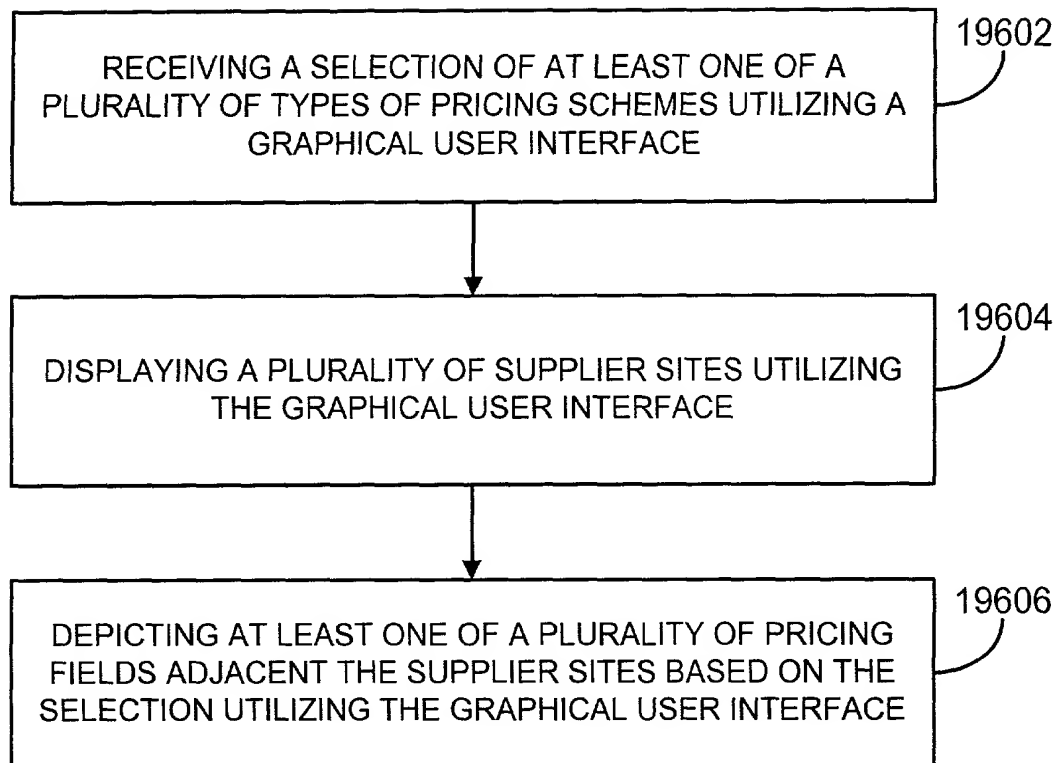 19602
RECEIVING A SELECTION OF AT LEAST ONE OF A
PLURALITY OF TYPES OF PRICING SCHEMES UTILIZING A
GRAPHICAL USER INTERFACE
19604
DISPLAYING A PLURALITY OF SUPPLIER SITES UTILIZING
THE GRAPHICAL USER INTERFACE
19606
DEPICTING AT LEAST ONE OF A PLURALITY OF PRICING
FIELDS ADJACENT THE SUPPLIER SITES BASED ON THE
SELECTION UTILIZING THE GRAPHICAL USER INTERFACE